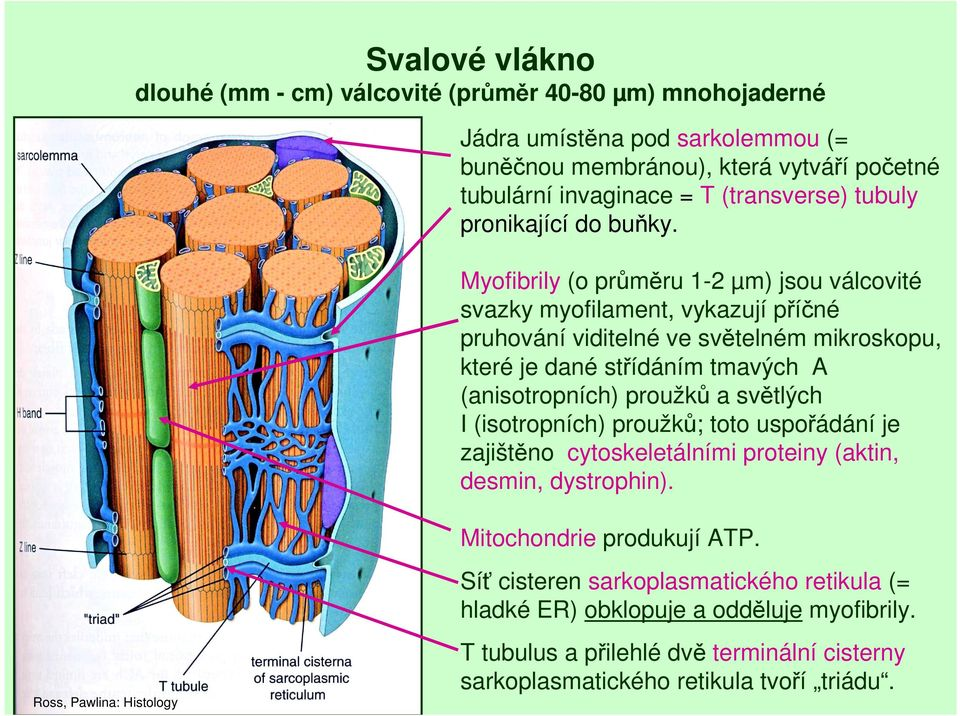 Svalové vlákno
dlouhé (mm - cm) válcovité (průměr 40-80 µm) mnohojaderné
Jádra umístěna pod sarkolemmou (=
buněčnou membránou), která vytváří početné
tubulární invaginace = T (transverse) tubuly
pronikající do buňky.
Myofibrily (o průměru 1-2 µm) jsou válcovité
svazky myofilament, vykazují příčné
pruhování viditelné ve světelném mikroskopu,
které je dané střídáním tmavých A
(anisotropních) proužků a světlých
I (isotropních) proužků; toto uspořádání je
zajištěno cytoskeletálními proteiny (aktin,
desmin, dystrophin).
Mitochondrie produkují ATP.
Síť cisteren sarkoplasmatického retikula (=
hladké ER) obklopuje a odděluje myofibrily.
T tubulus a přilehlé dvě terminální cisterny
sarkoplasmatického retikula tvoří „triádu“.
sarcolemma
Z line
H band
Z line
"triad"
T tubule
terminal cisterna
of sarcoplasmic
reticulum
Ross, Pawlina: Histology